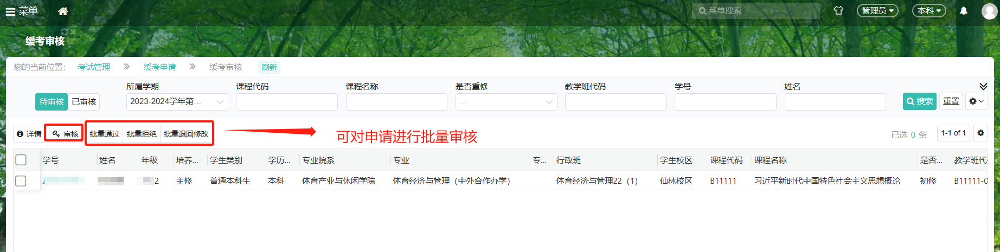 菜单
菜单搜索
管理员
本科
缓考审核
您的当前位置: 考试管理 » 缓考申请 » 缓考审核 刷新
所属学期 课程代码 课程名称 是否重修 教学班代码 学号 姓名
待审核 已审核 2023-2024学年第... ... 搜索 重置
详情 审核 批量通过 批量拒绝 批量退回修改 可对申请进行批量审核 已选 0 条 1-1 of 1
学号 姓名 年级 培养... 学生类别 学历... 专业院系 专业 专... 行政班 学生校区 课程代码 课程名称 是否... 教学班代
2 主修 普通本科生 本科 体育产业与休闲学院 体育经济与管理（中外合作办学） 体育经济与管理22（1） 仙林校区 B11111 习近平新时代中国特色社会主义思想概论 初修 B11111-0